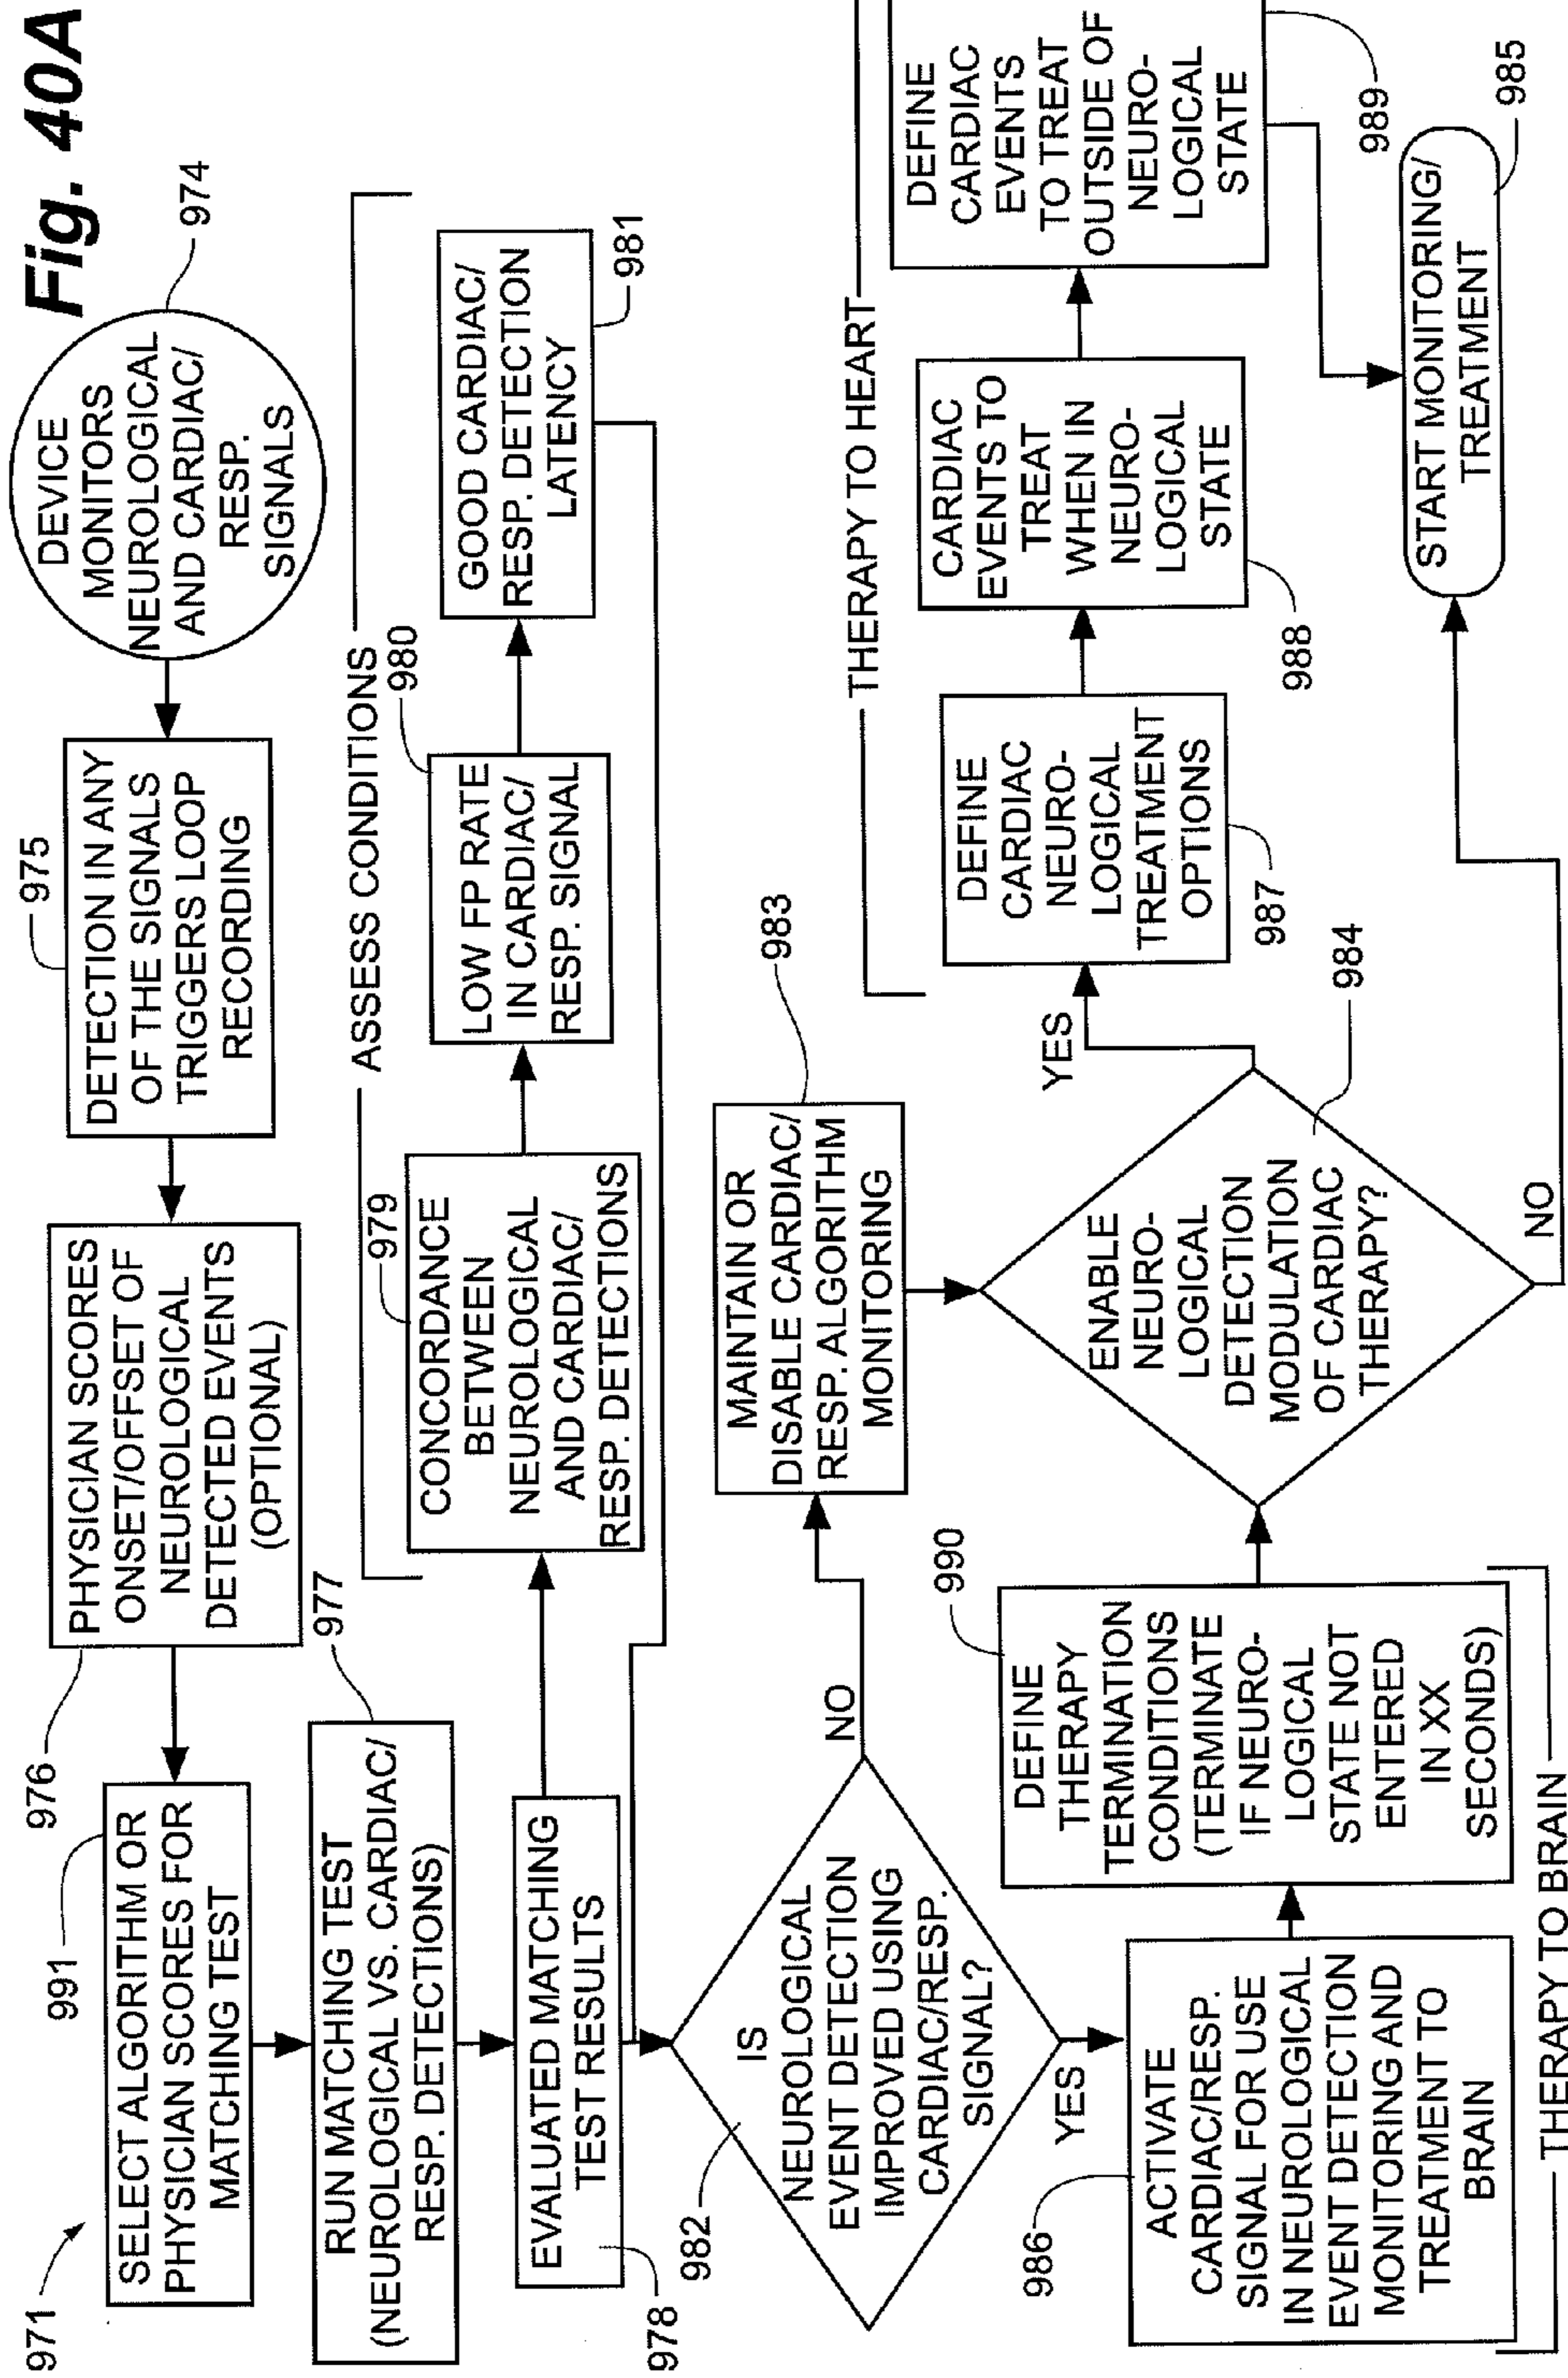 Fig. 40A
971
974
DEVICE
MONITORS
NEUROLOGICAL
AND CARDIAC/
RESP.
SIGNALS
975
DETECTION IN ANY
OF THE SIGNALS
TRIGGERS LOOP
RECORDING
976
PHYSICIAN SCORES
ONSET/OFFSET OF
NEUROLOGICAL
DETECTED EVENTS
(OPTIONAL)
991
SELECT ALGORITHM OR
PHYSICIAN SCORES FOR
MATCHING TEST
977
RUN MATCHING TEST
(NEUROLOGICAL VS. CARDIAC/
RESP. DETECTIONS)
978
EVALUATED MATCHING
TEST RESULTS
ASSESS CONDITIONS
979
CONCORDANCE
BETWEEN
NEUROLOGICAL
AND CARDIAC/
RESP. DETECTIONS
980
LOW FP RATE
IN CARDIAC/
RESP. SIGNAL
981
GOOD CARDIAC/
RESP. DETECTION
LATENCY
982
IS
NEUROLOGICAL
EVENT DETECTION
IMPROVED USING
CARDIAC/RESP.
SIGNAL?
NO
YES
983
MAINTAIN OR
DISABLE CARDIAC/
RESP. ALGORITHM
MONITORING
986
ACTIVATE
CARDIAC/RESP.
SIGNAL FOR USE
IN NEUROLOGICAL
EVENT DETECTION
MONITORING AND
TREATMENT TO
BRAIN
990
DEFINE
THERAPY
TERMINATION
CONDITIONS
(TERMINATE
IF NEURO-
LOGICAL
STATE NOT
ENTERED
IN XX
SECONDS)
THERAPY TO BRAIN
984
ENABLE
NEURO-
LOGICAL
DETECTION
MODULATION
OF CARDIAC
THERAPY?
YES
NO
THERAPY TO HEART
987
DEFINE
CARDIAC
NEURO-
LOGICAL
TREATMENT
OPTIONS
988
CARDIAC
EVENTS TO
TREAT
WHEN IN
NEURO-
LOGICAL
STATE
989
DEFINE
CARDIAC
EVENTS
TO TREAT
OUTSIDE OF
NEURO-
LOGICAL
STATE
985
START MONITORING/
TREATMENT